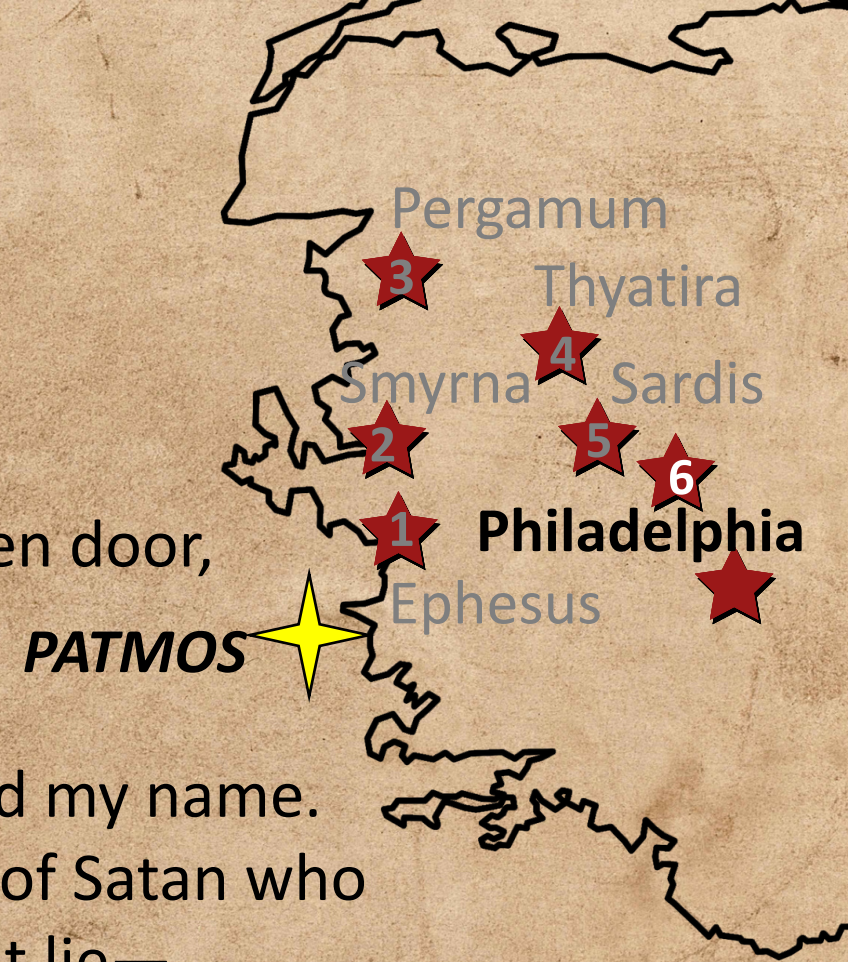 Pergamum
3
Thyatira
4
Smyrna
Sardis
2
5
6
1
Philadelphia
en door,
Ephesus
PATMOS
d my name.
of Satan who
t lie—